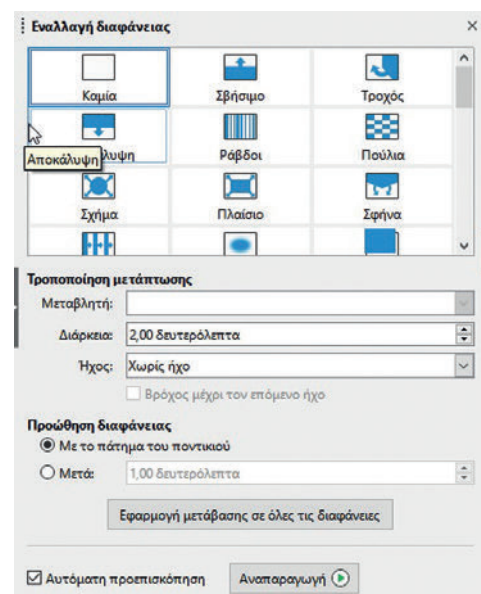 Εναλλαγή διαφάνειας
Καμία Σβήσιμο Τροχός
Αποκάλυψη
λυψη Ράβδοι Πούλια
Σχήμα Πλαίσιο Σφήνα
Τροποποίηση μετάπτωσης
Μεταβλητή:
Διάρκεια: 2,00 δευτερόλεπτα
Ήχος: Χωρίς ήχο
Βρόχος μέχρι τον επόμενο ήχο
Προώθηση διαφάνειας
Με το πάτημα του ποντικιού
Μετά: 1,00 δευτερόλεπτα
Εφαρμογή μετάβασης σε όλες τις διαφάνειες
Αυτόματη προεπισκόπηση Αναπαραγωγή